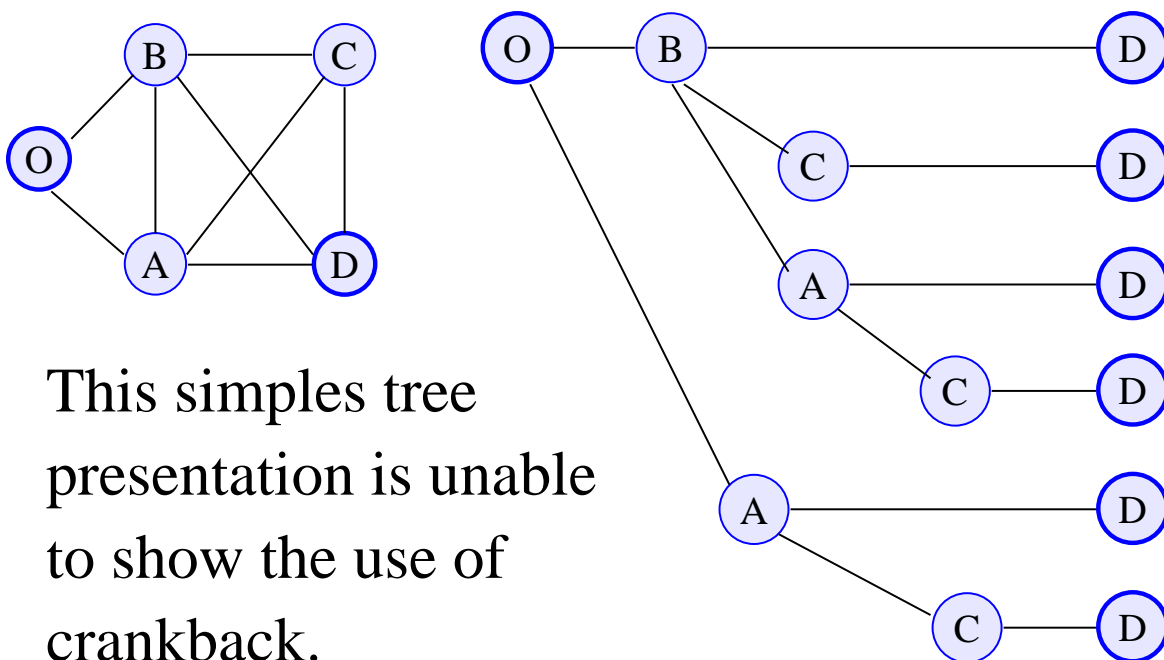 B C
O
A D
O B D
C D
A D
C D
A D
C D
This simples tree
presentation is unable
to show the use of
crankback.